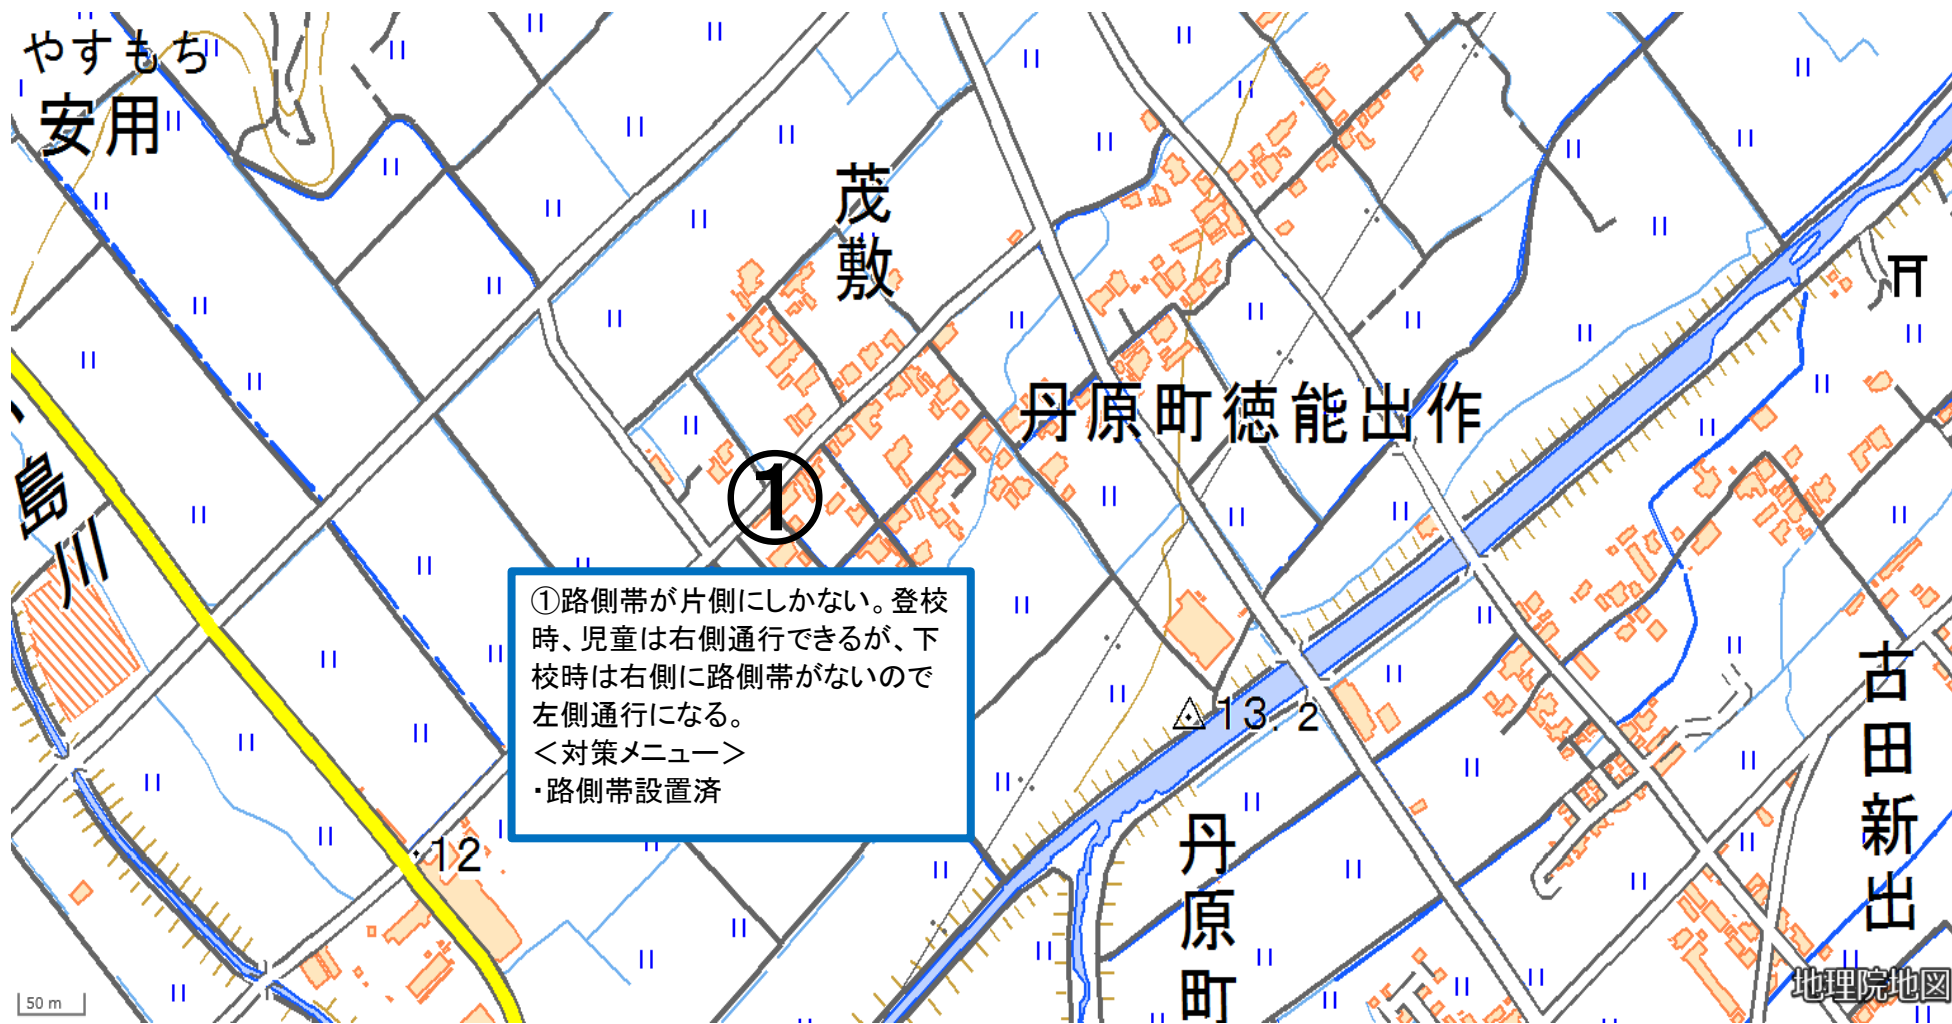 やすもち
安用
茂敷
丹原町徳能出作
①
島川
①路側帯が片側にしかない。登校
時、児童は右側通行できるが、下
校時は右側に路側帯がないので
左側通行になる。
＜対策メニュー＞
・路側帯設置済
13.2
古田新出
12
丹原町
50 m
地理院地図